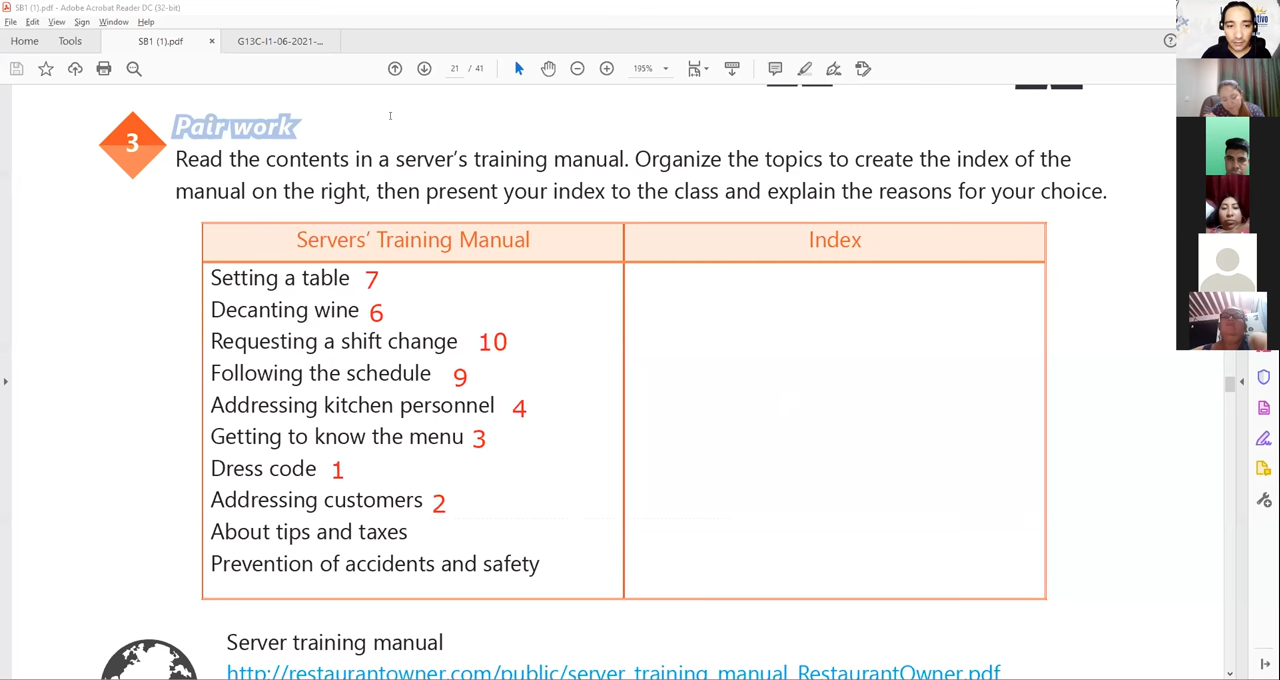 SB1 (1).pdf - Adobe Acrobat Reader DC (32-bit)
File Edit View Sign Window Help
Home Tools SB1 (1).pdf × G13C-I1-06-2021-...
21 / 41 195%
3 Pair work
Read the contents in a server's training manual. Organize the topics to create the index of the
manual on the right, then present your index to the class and explain the reasons for your choice.
Servers' Training Manual Index
Setting a table 7
Decanting wine 6
Requesting a shift change 10
Following the schedule 9
Addressing kitchen personnel 4
Getting to know the menu 3
Dress code 1
Addressing customers 2
About tips and taxes
Prevention of accidents and safety
Server training manual
http://restaurantowner.com/public/server_training_manual_RestaurantOwner.pdf